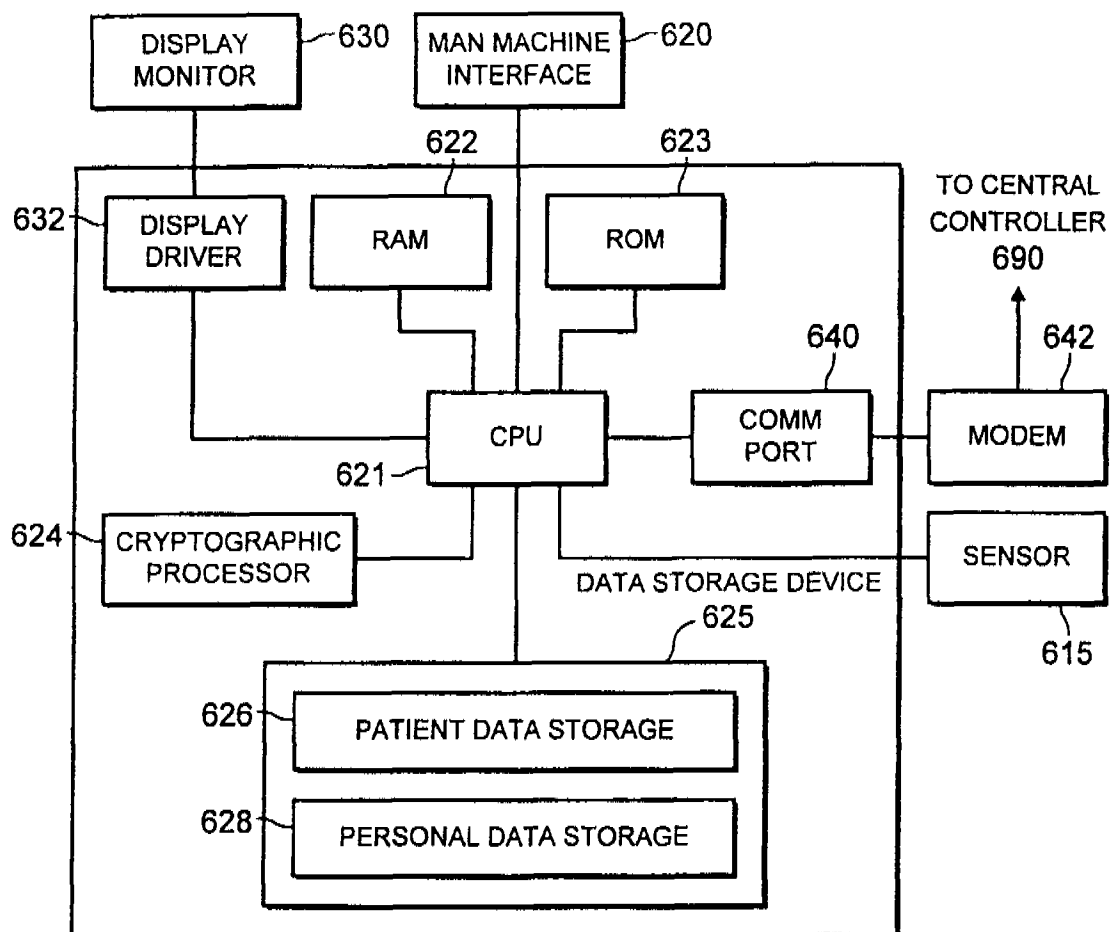 DISPLAY
MONITOR
630
MAN MACHINE
INTERFACE
620
622
623
632
DISPLAY
DRIVER
RAM
ROM
TO CENTRAL
CONTROLLER
690
640
642
CPU
621
COMM
PORT
MODEM
624
CRYPTOGRAPHIC
PROCESSOR
SENSOR
615
DATA STORAGE DEVICE
625
626
PATIENT DATA STORAGE
628
PERSONAL DATA STORAGE